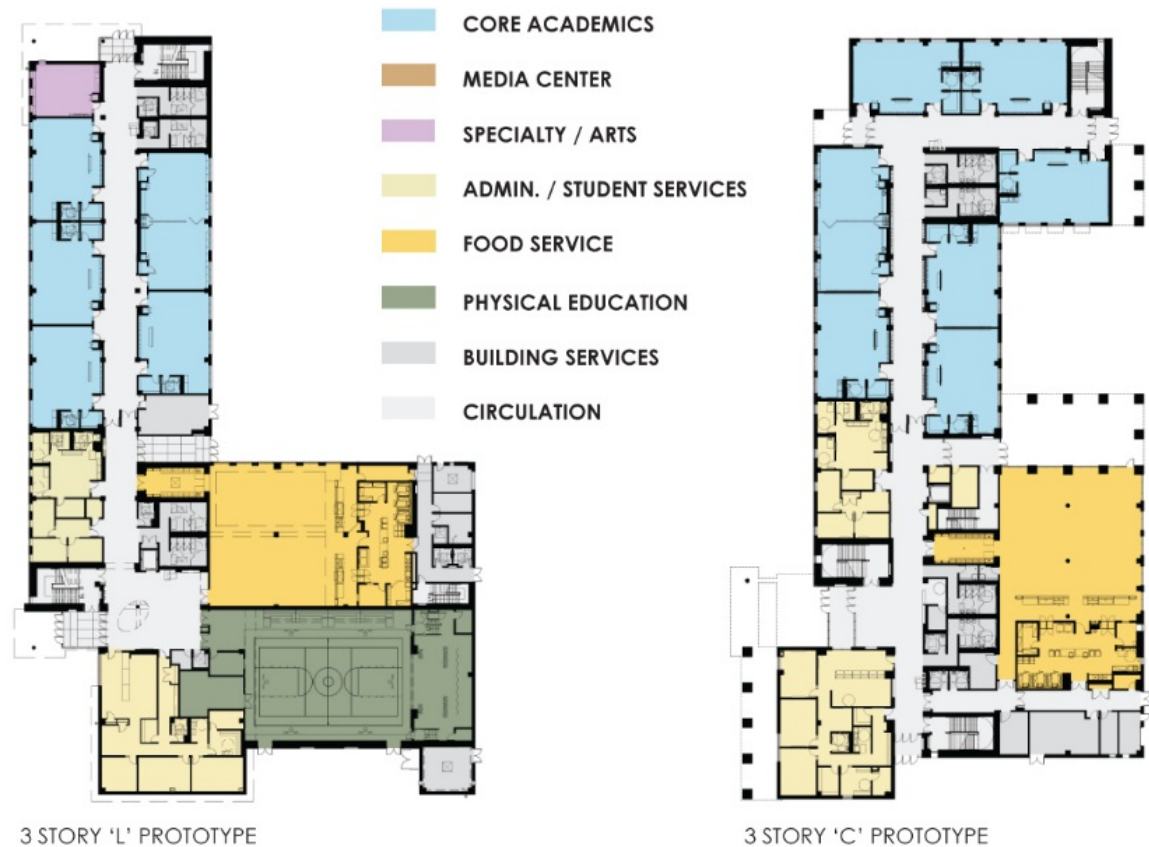 CORE ACADEMICS
MEDIA CENTER
SPECIALTY / ARTS
ADMIN. / STUDENT SERVICES
FOOD SERVICE
PHYSICAL EDUCATION
BUILDING SERVICES
CIRCULATION
3 STORY ‘L’ PROTOTYPE
3 STORY ‘C’ PROTOTYPE